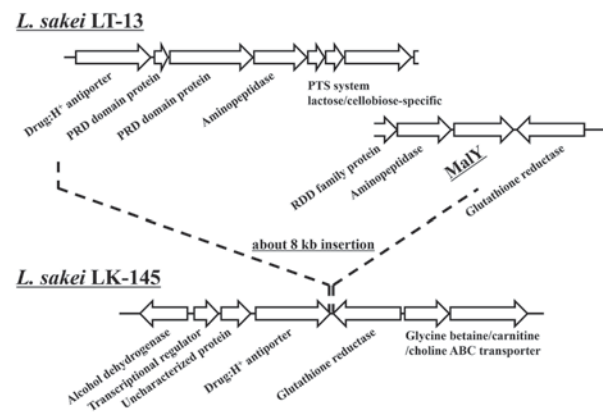 L. sakei LT-13
Drug:H⁺ antiporter
PRD domain protein
PRD domain protein
Aminopeptidase
PTS system
lactose/cellobiose-specific
RDD family protein
Aminopeptidase
MalY
Glutathione reductase
about 8 kb insertion
L. sakei LK-145
Alcohol dehydrogenase
Transcriptional regulator
Uncharacterized protein
Drug:H⁺ antiporter
Glutathione reductase
Glycine betaine/carnitine
/choline ABC transporter